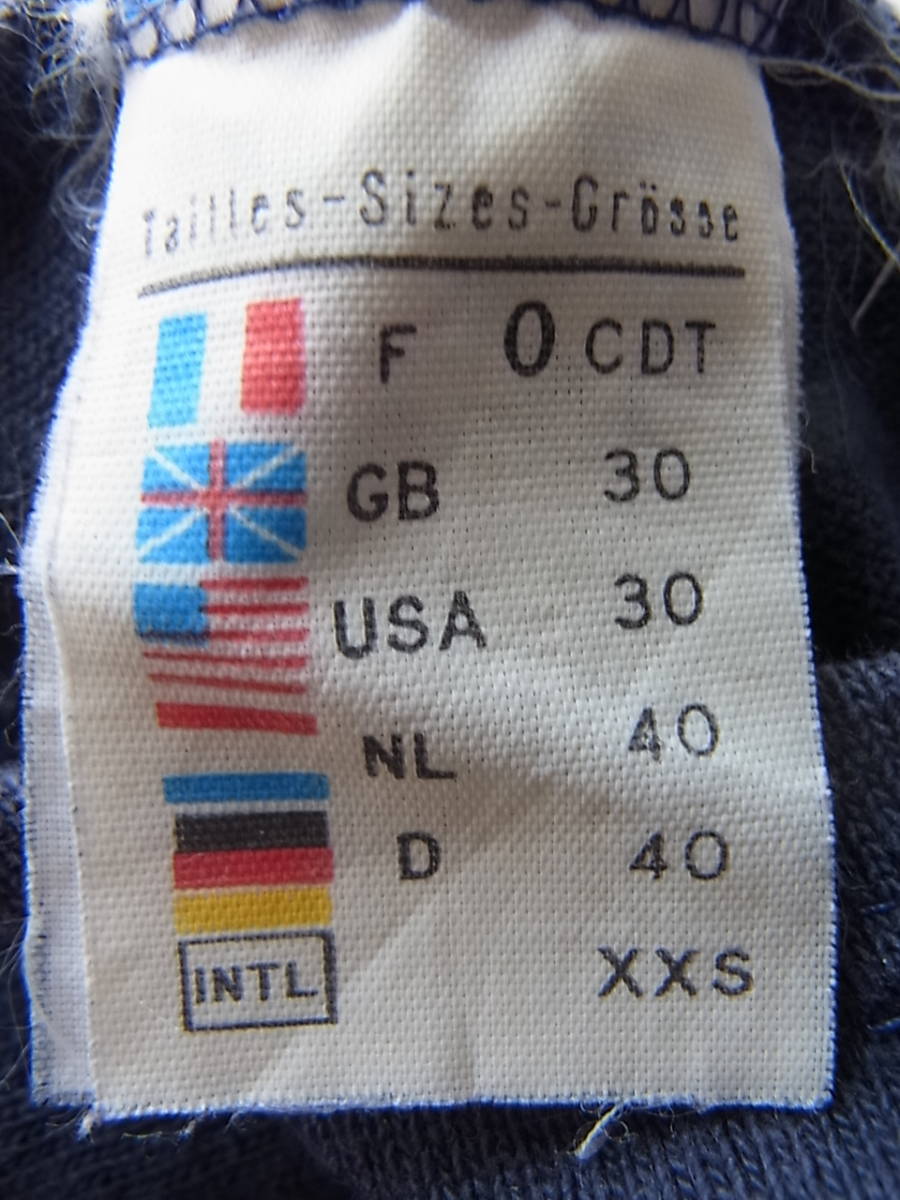 Tailles-Sizes-Grösse
F 0 CDT
GB 30
USA 30
NL 40
D 40
INTL XXS